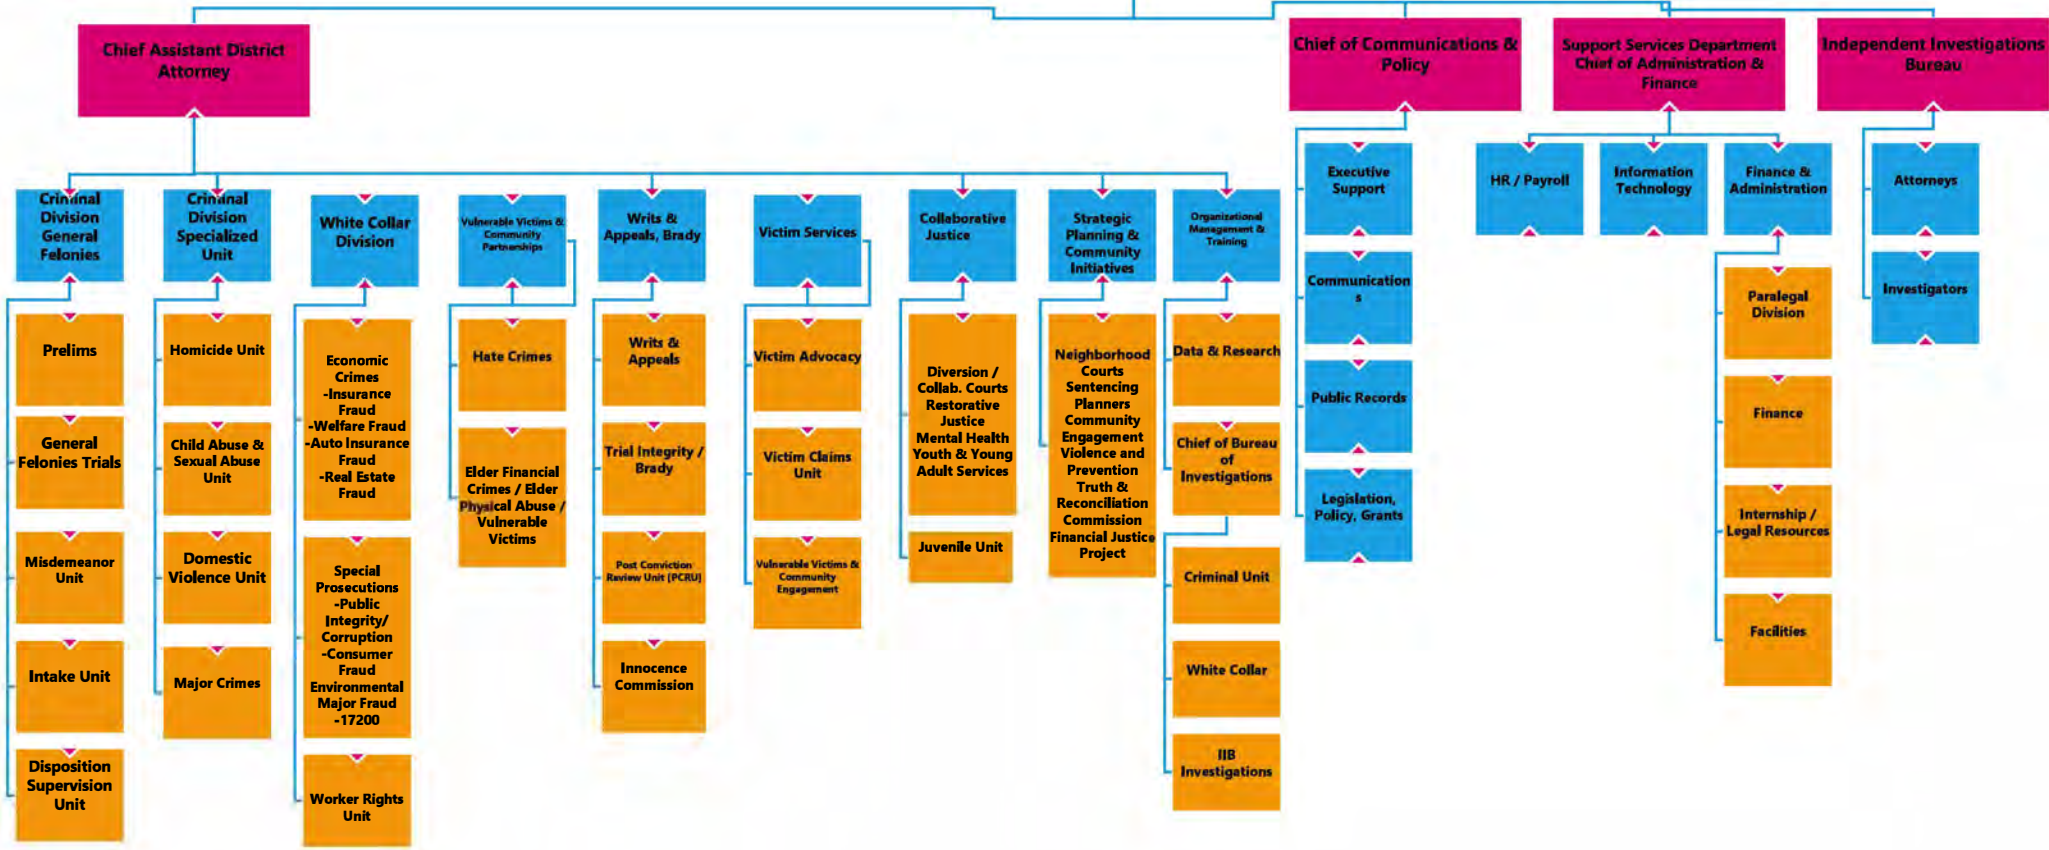 Chief Assistant District
Attorney
Chief of Communications &
Policy
Support Services Department
Chief of Administration &
Finance
Independent Investigations
Bureau
Criminal
Division
General
Felonies
Prelims
General
Felonies Trials
Misdemeanor
Unit
Intake Unit
Disposition
Supervision
Unit
Criminal
Division
Specialized
Unit
Homicide Unit
Child Abuse &
Sexual Abuse
Unit
Domestic
Violence Unit
Major Crimes
White Collar
Division
Economic
Crimes
-Insurance
Fraud
-Welfare Fraud
-Auto Insurance
Fraud
-Real Estate
Fraud
Special
Prosecutions
-Public
Integrity/
Corruption
-Consumer
Fraud
Environmental
Major Fraud
-17200
Worker Rights
Unit
Vulnerable Victims &
Community
Partnerships
Hate Crimes
Elder Financial
Crimes / Elder
Physical Abuse /
Vulnerable
Victims
Writs &
Appeals, Brady
Writs &
Appeals
Trial Integrity /
Brady
Post Conviction
Review Unit (PCRU)
Innocence
Commission
Victim Services
Victim Advocacy
Victim Claims
Unit
Vulnerable Victims &
Community
Engagement
Collaborative
Justice
Diversion /
Collab. Courts
Restorative
Justice
Mental Health
Youth & Young
Adult Services
Juvenile Unit
Strategic
Planning &
Community
Initiatives
Neighborhood
Courts
Sentencing
Planners
Community
Engagement
Violence and
Prevention
Truth &
Reconciliation
Commission
Financial Justice
Project
Organizational
Management &
Training
Data & Research
Chief of Bureau
of
Investigations
Criminal Unit
White Collar
IIB
Investigations
Executive
Support
Communication
s
Public Records
Legislation,
Policy, Grants
HR / Payroll
Information
Technology
Finance &
Administration
Paralegal
Division
Finance
Internship /
Legal Resources
Facilities
Attorneys
Investigators